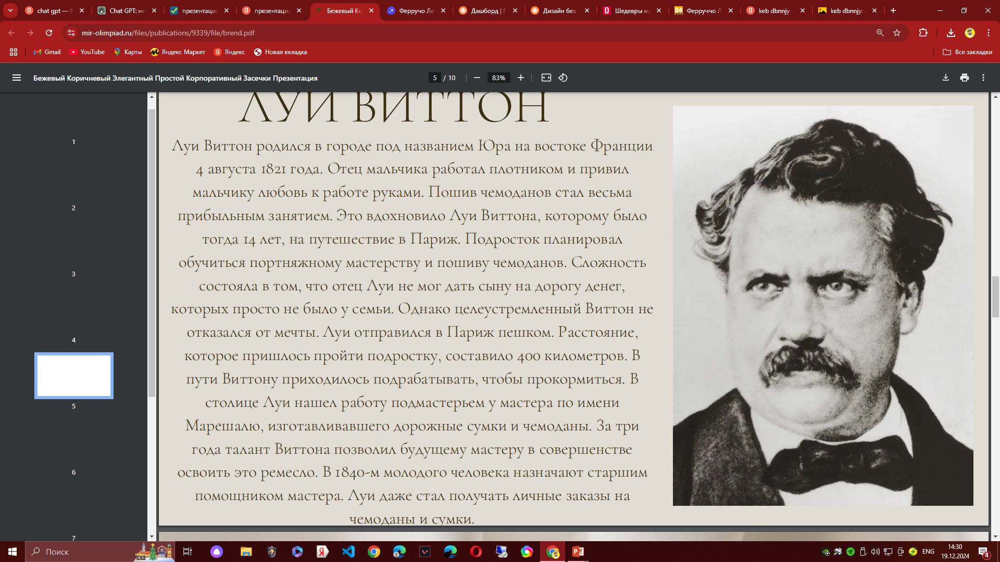 chat gpt — Я
Chat GPT: не
презентация
презентация
Бежевый Ко
Ферручо Ла
Дашборд | F
Дизайн без
Шедевры на
Ферруччо Л
keb dbnnjy –
keb dbnnjy:
mir-olimpiad.ru/files/publications/9339/file/brend.pdf
Gmail
YouTube
Карты
Яндекс Маркет
Яндекс
Новая вкладка
Все закладки
Бежевый Коричневый Элегантный Простой Корпоративный Засечки Презентация
5 / 10
83%
1
2
3
4
5
6
7
ЛУИ ВИТТОН
Луи Виттон родился в городе под названием Юра на востоке Франции
4 августа 1821 года. Отец мальчика работал плотником и привил
мальчику любовь к работе руками. Пошив чемоданов стал весьма
прибыльным занятием. Это вдохновило Луи Виттона, которому было
тогда 14 лет, на путешествие в Париж. Подросток планировал
обучиться портняжному мастерству и пошиву чемоданов. Сложность
состояла в том, что отец Луи не мог дать сыну на дорогу денег,
которых просто не было у семьи. Однако целеустремленный Виттон не
отказался от мечты. Луи отправился в Париж пешком. Расстояние,
которое пришлось пройти подростку, составило 400 километров. В
пути Виттону приходилось подрабатывать, чтобы прокормиться. В
столице Луи нашел работу подмастерьем у мастера по имени
Марешалю, изготавливавшего дорожные сумки и чемоданы. За три
года талант Виттона позволил будущему мастеру в совершенстве
освоить это ремесло. В 1840-м молодого человека назначают старшим
помощником мастера. Луи даже стал получать личные заказы на
чемоданы и сумки.
Поиск
ENG
14:30
19.12.2024
4